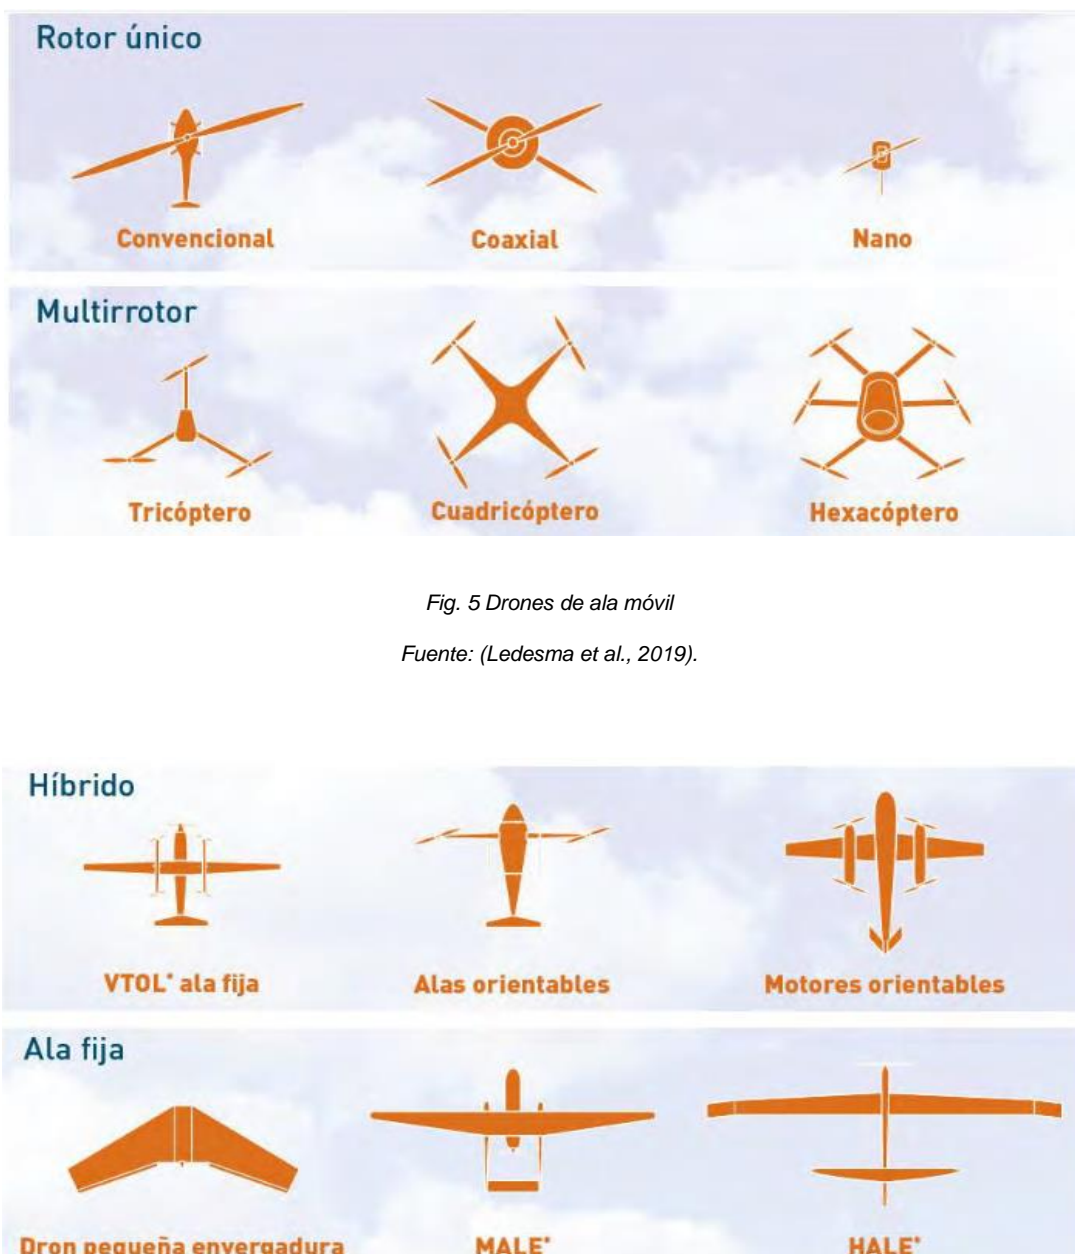 Rotor único
Convencional
Coaxial
Nano
Multirrotor
Tricóptero
Cuadricóptero
Hexacóptero
Fig. 5 Drones de ala móvil
Fuente: (Ledesma et al., 2019).
Híbrido
VTOL* ala fija
Alas orientables
Motores orientables
Ala fija
Dron pequeña envergadura
MALE*
HALE*